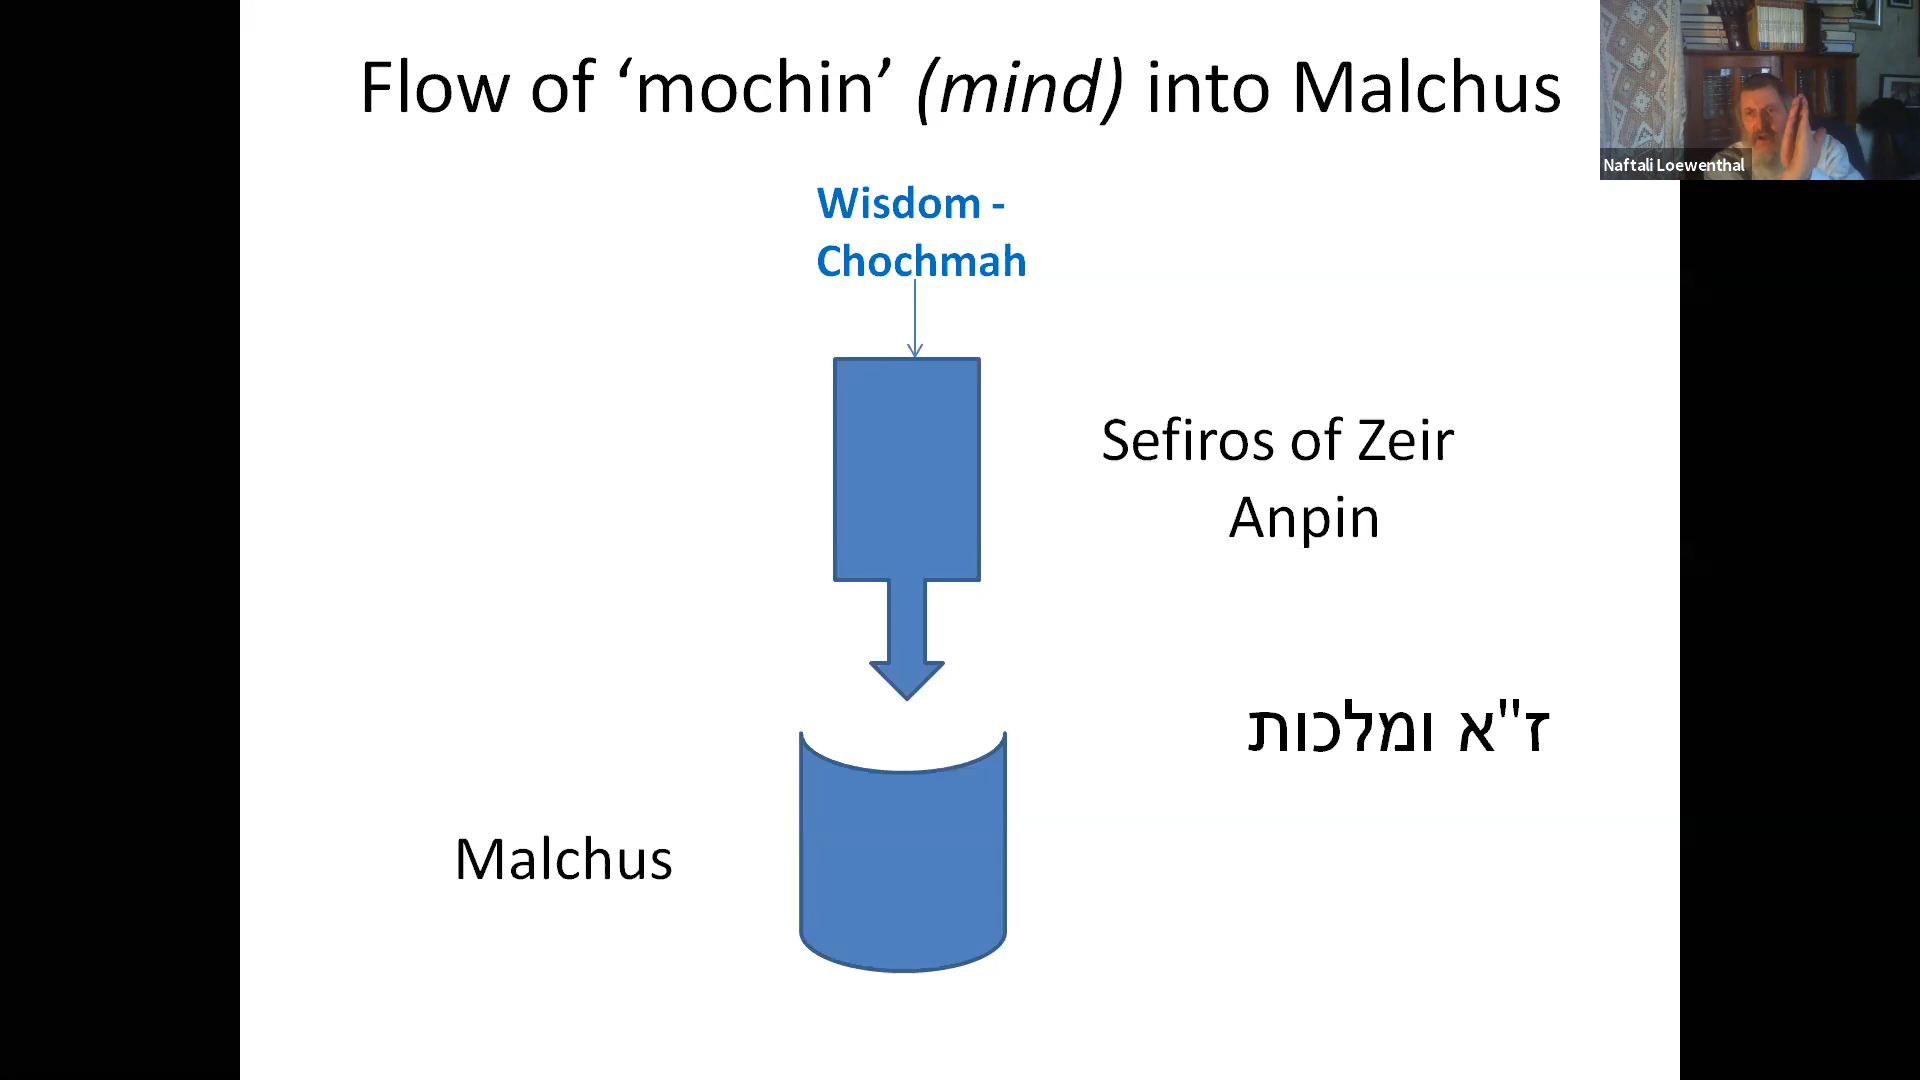 Flow of ‘mochin’ (mind) into Malchus
Naftali Loewenthal
Wisdom -
Chochmah
Sefiros of Zeir
Anpin
ז"א ומלכות
Malchus